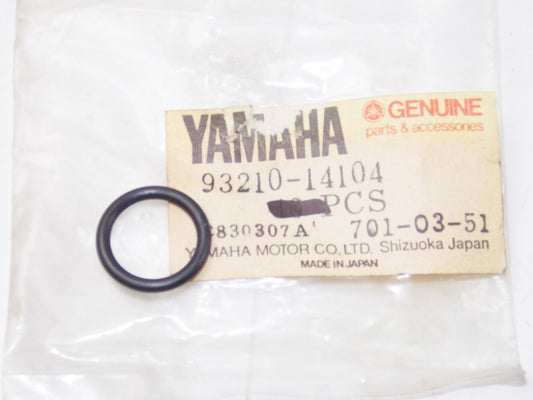 YAMAHA
GENUINE
parts & accessories
93210-14104
PCS
C830307A' 701-03-51
YAMAHA MOTOR CO., LTD. Shizuoka Japan
MADE IN JAPAN